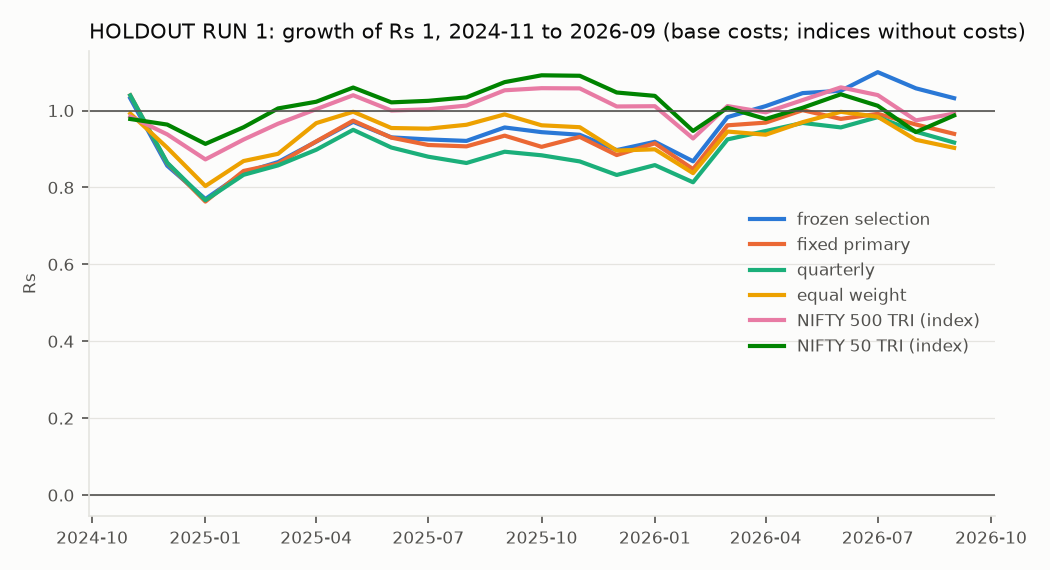 HOLDOUT RUN 1: growth of Rs 1, 2024-11 to 2026-09 (base costs; indices without costs)
Rs
1.0
0.8
0.6
0.4
0.2
0.0
frozen selection
fixed primary
quarterly
equal weight
NIFTY 500 TRI (index)
NIFTY 50 TRI (index)
2024-10 2025-01 2025-04 2025-07 2025-10 2026-01 2026-04 2026-07 2026-10